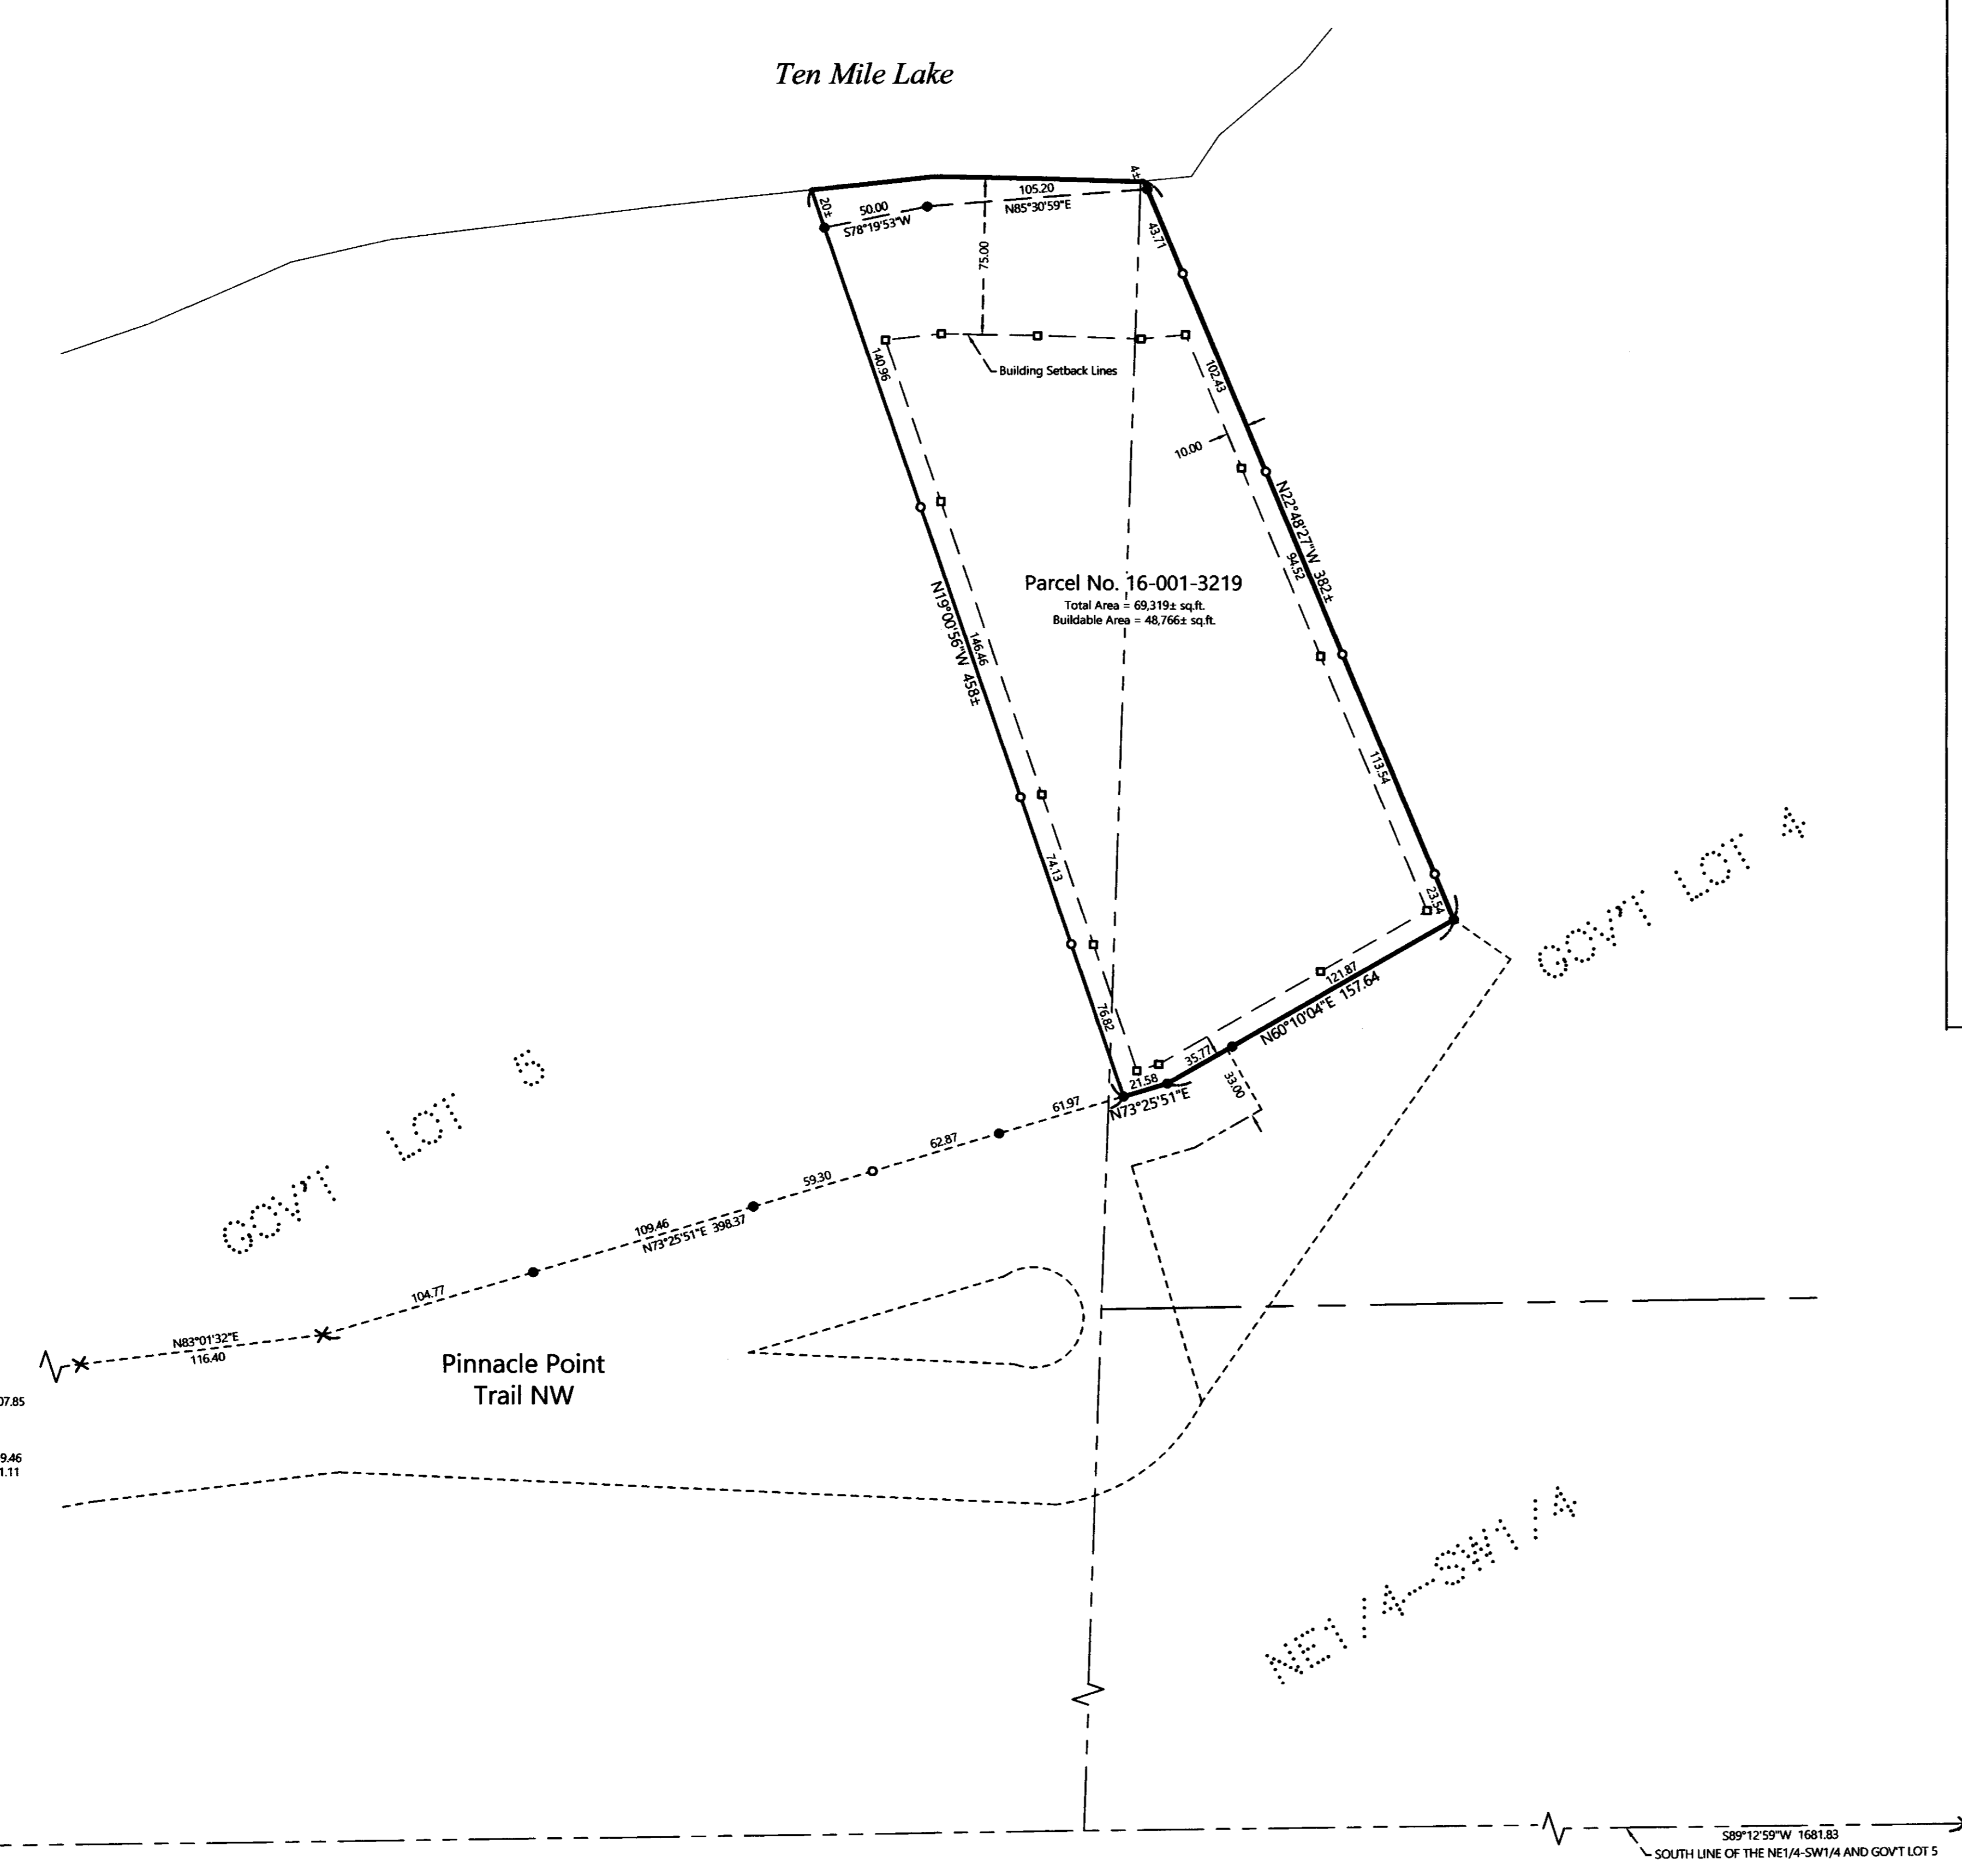 Ten Mile Lake
4±
20±
50.00
S78°19'53"W
105.20
N85°30'59"E
43.71
75.00
140.96
Building Setback Lines
102.43
10.00
N22°48'27"W 382±
94.52
Parcel No. 16-001-3219
Total Area = 69,319± sq.ft.
Buildable Area = 48,766± sq.ft.
N19°00'56"W 458±
146.46
113.54
74.13
23.54
GOV'T LOT 4
121.87
N60°10'04"E 157.64
76.82
35.77
33.00
21.58
N73°25'51"E
GOV'T LOT 5
61.97
62.87
59.30
109.46
N73°25'51"E 398.37
104.77
N83°01'32"E
116.40
Pinnacle Point
Trail NW
07.85
9.46
1.11
NE1/4-SW1/4
S89°12'59"W 1681.83
SOUTH LINE OF THE NE1/4-SW1/4 AND GOV'T LOT 5